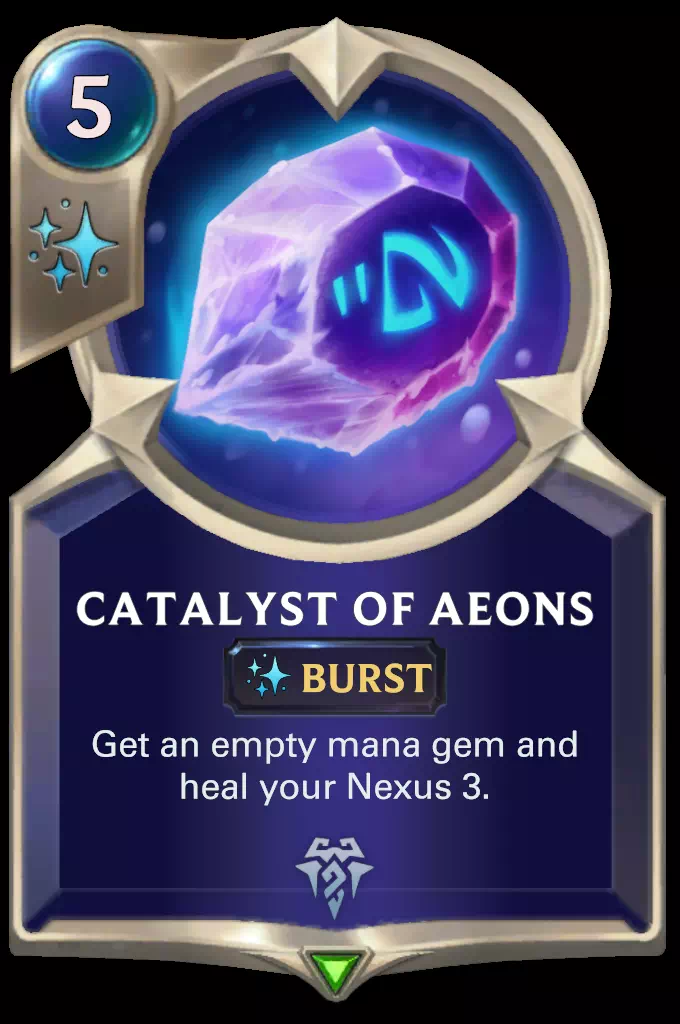 5
CATALYST OF AEONS
BURST
Get an empty mana gem and
heal your Nexus 3.